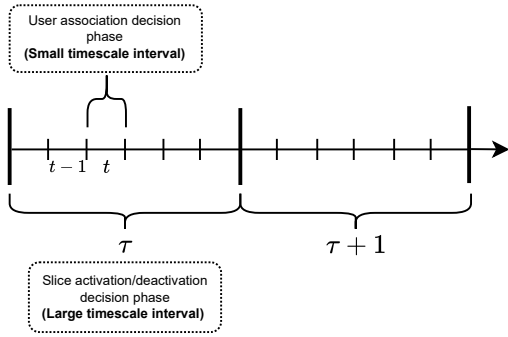 User association decision
phase
(Small timescale interval)
t − 1 t
τ τ + 1
Slice activation/deactivation
decision phase
(Large timescale interval)